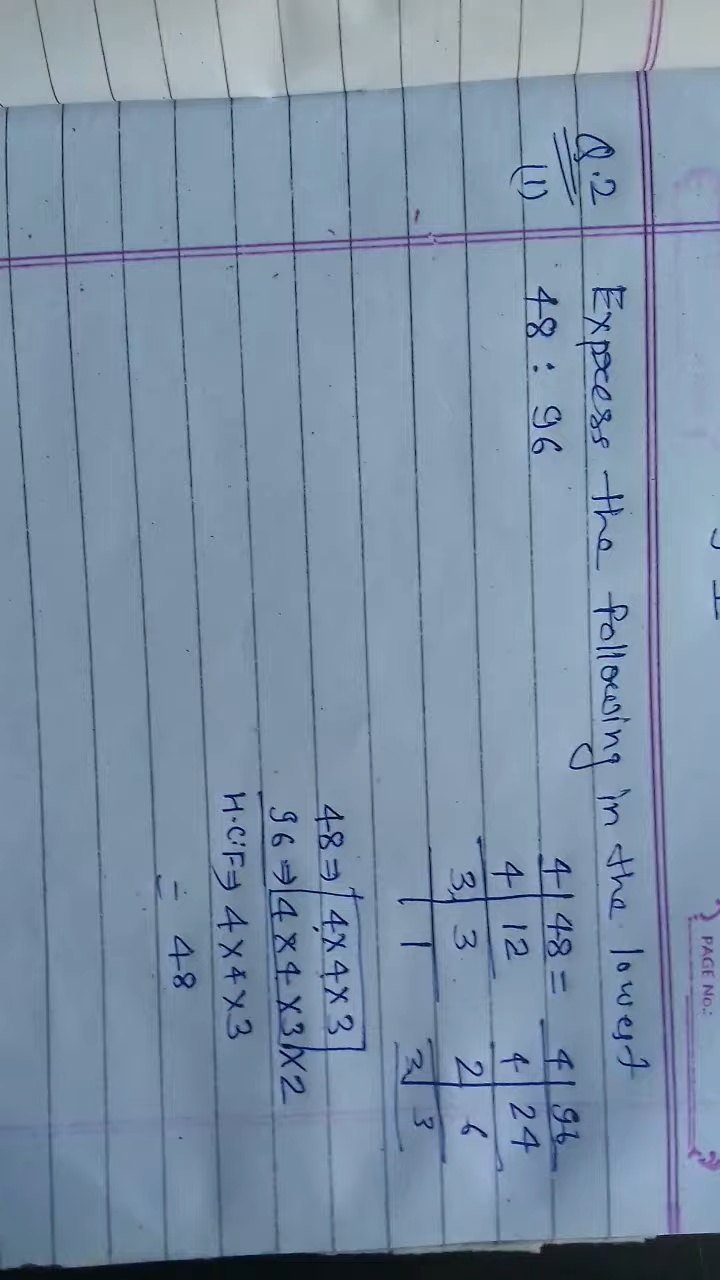 PAGE No.:
Q.2 Express the following in the lowest
(1) 48 : 96
4 | 48 = 4 | 96
4 | 12 4 | 24
3 | 3 2 | 6
1 3 | 3
48 ⇒ 4×4×3
96 ⇒ 4×4×3×2
H.C.F ⇒ 4×4×3
= 48